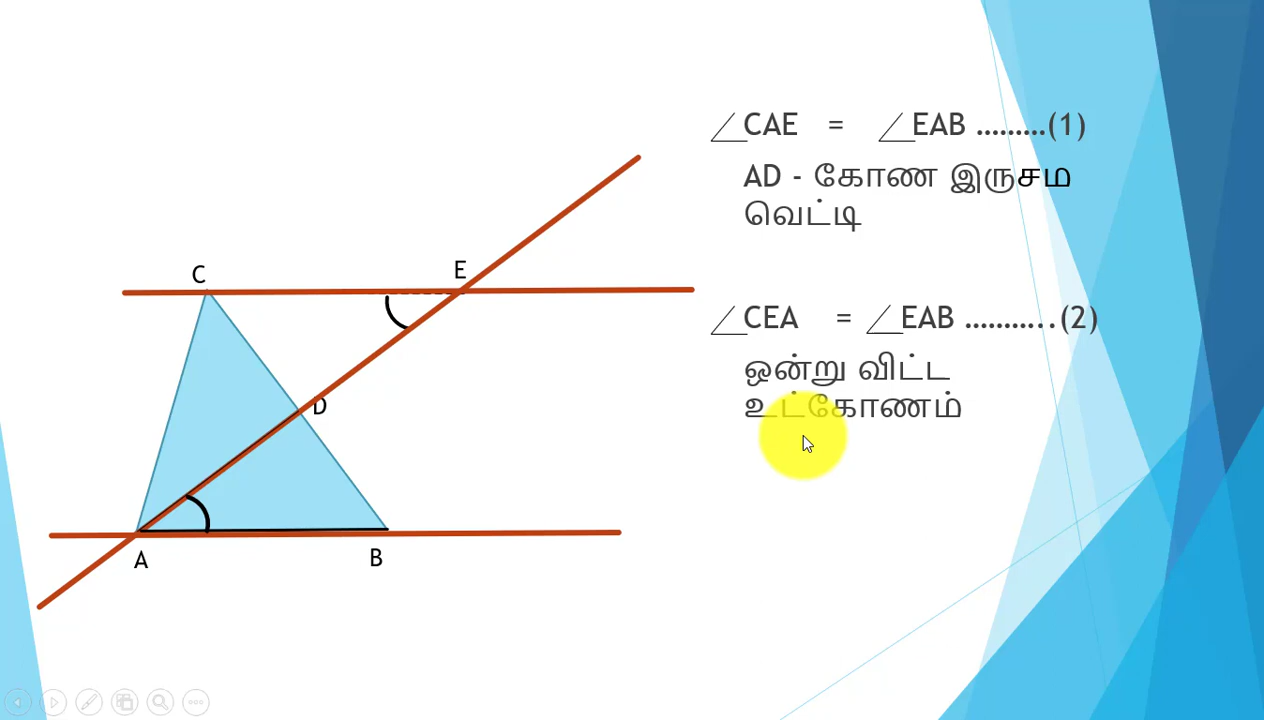 ∠CAE = ∠EAB .........(1)
AD - கோண இருசம
வெட்டி
C
E
∠CEA = ∠EAB ...........(2)
ஒன்று விட்ட
உட்கோணம்
D
A
B